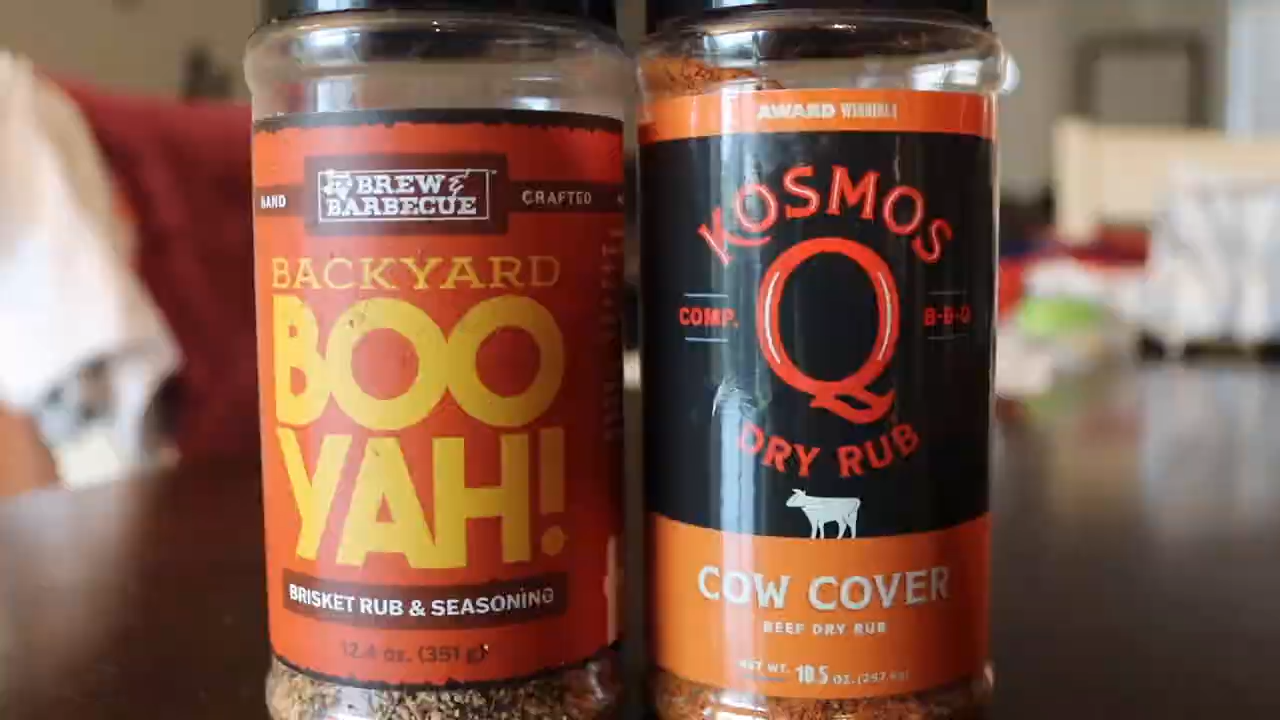 HAND
BREW &
BARBECUE
CRAFTED
BACKYARD
BOO
YAH!
BRISKET RUB & SEASONING
12.4 oz. (351 g)
AWARD WINNING
KOSMOS
Q
COMP.
B-B-Q
DRY RUB
COW COVER
BEEF DRY RUB
NET WT. 10.5 OZ.